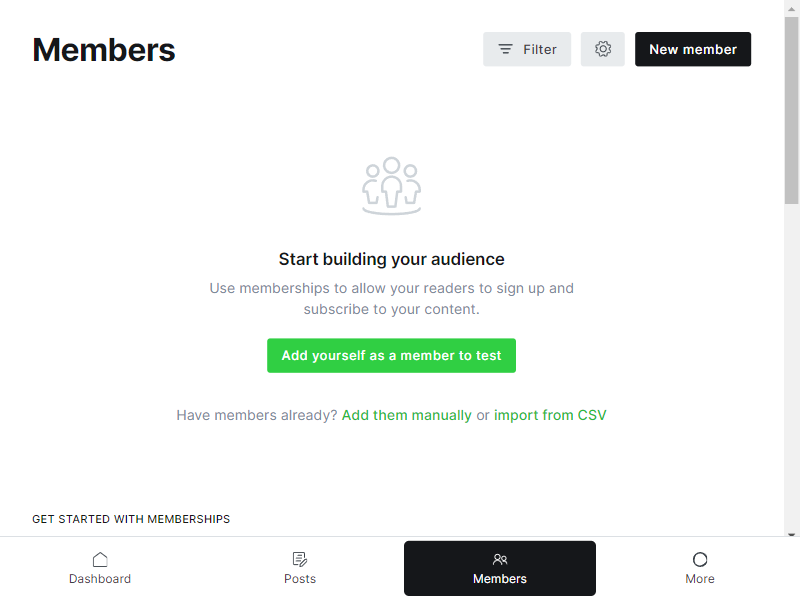 Members
Filter
New member
Start building your audience
Use memberships to allow your readers to sign up and
subscribe to your content.
Add yourself as a member to test
Have members already? Add them manually or import from CSV
GET STARTED WITH MEMBERSHIPS
Dashboard
Posts
Members
More